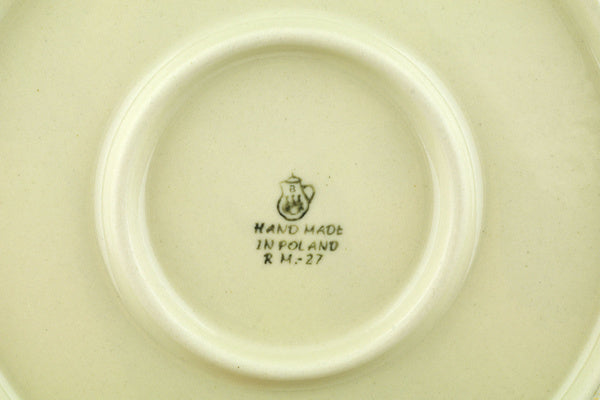 B
HAND MADE
IN POLAND
R M.-27